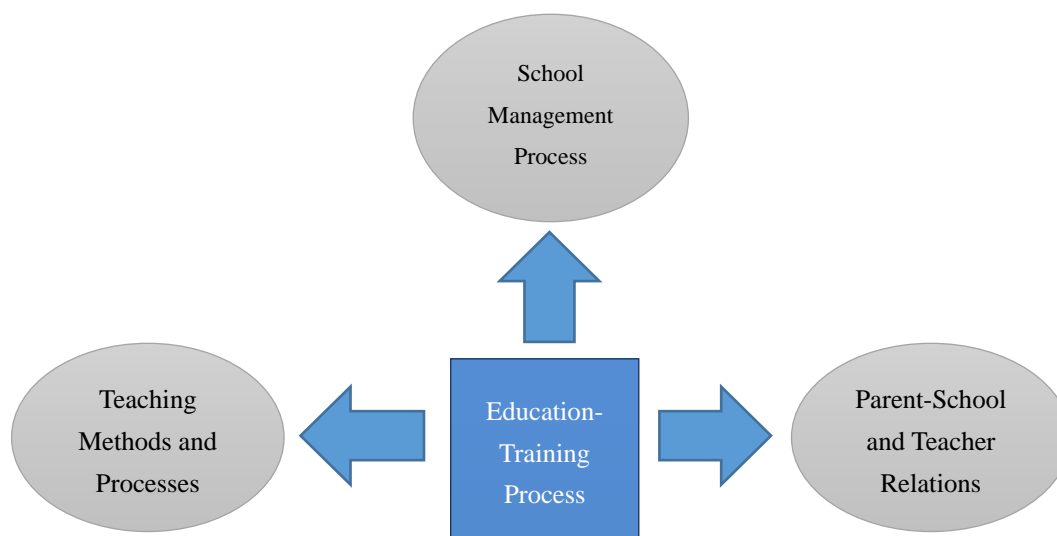 School
Management
Process
Teaching
Methods and
Processes
Education-
Training
Process
Parent-School
and Teacher
Relations